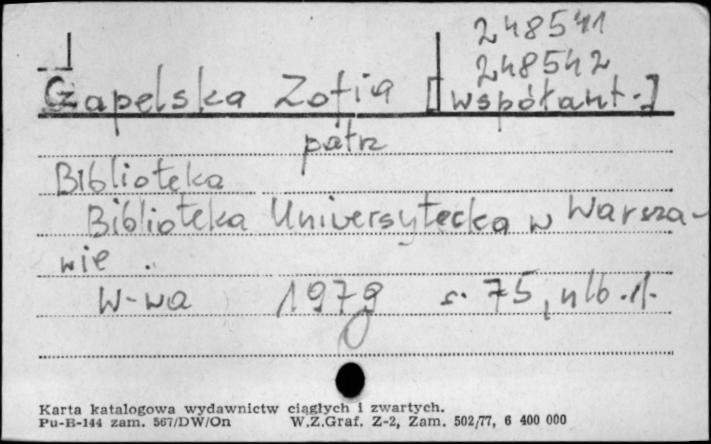 248541
248542
Czapelska Zofia [współaut.]
patrz
Biblioteka
Biblioteka Uniwersytecka w Warsza-
wie ..
W-wa 1979 s. 75, nlb. 1.
Karta katalogowa wydawnictw ciągłych i zwartych.
Pu-B-144 zam. 567/DW/On W.Z.Graf. Z-2, Zam. 502/77, 6 400 000